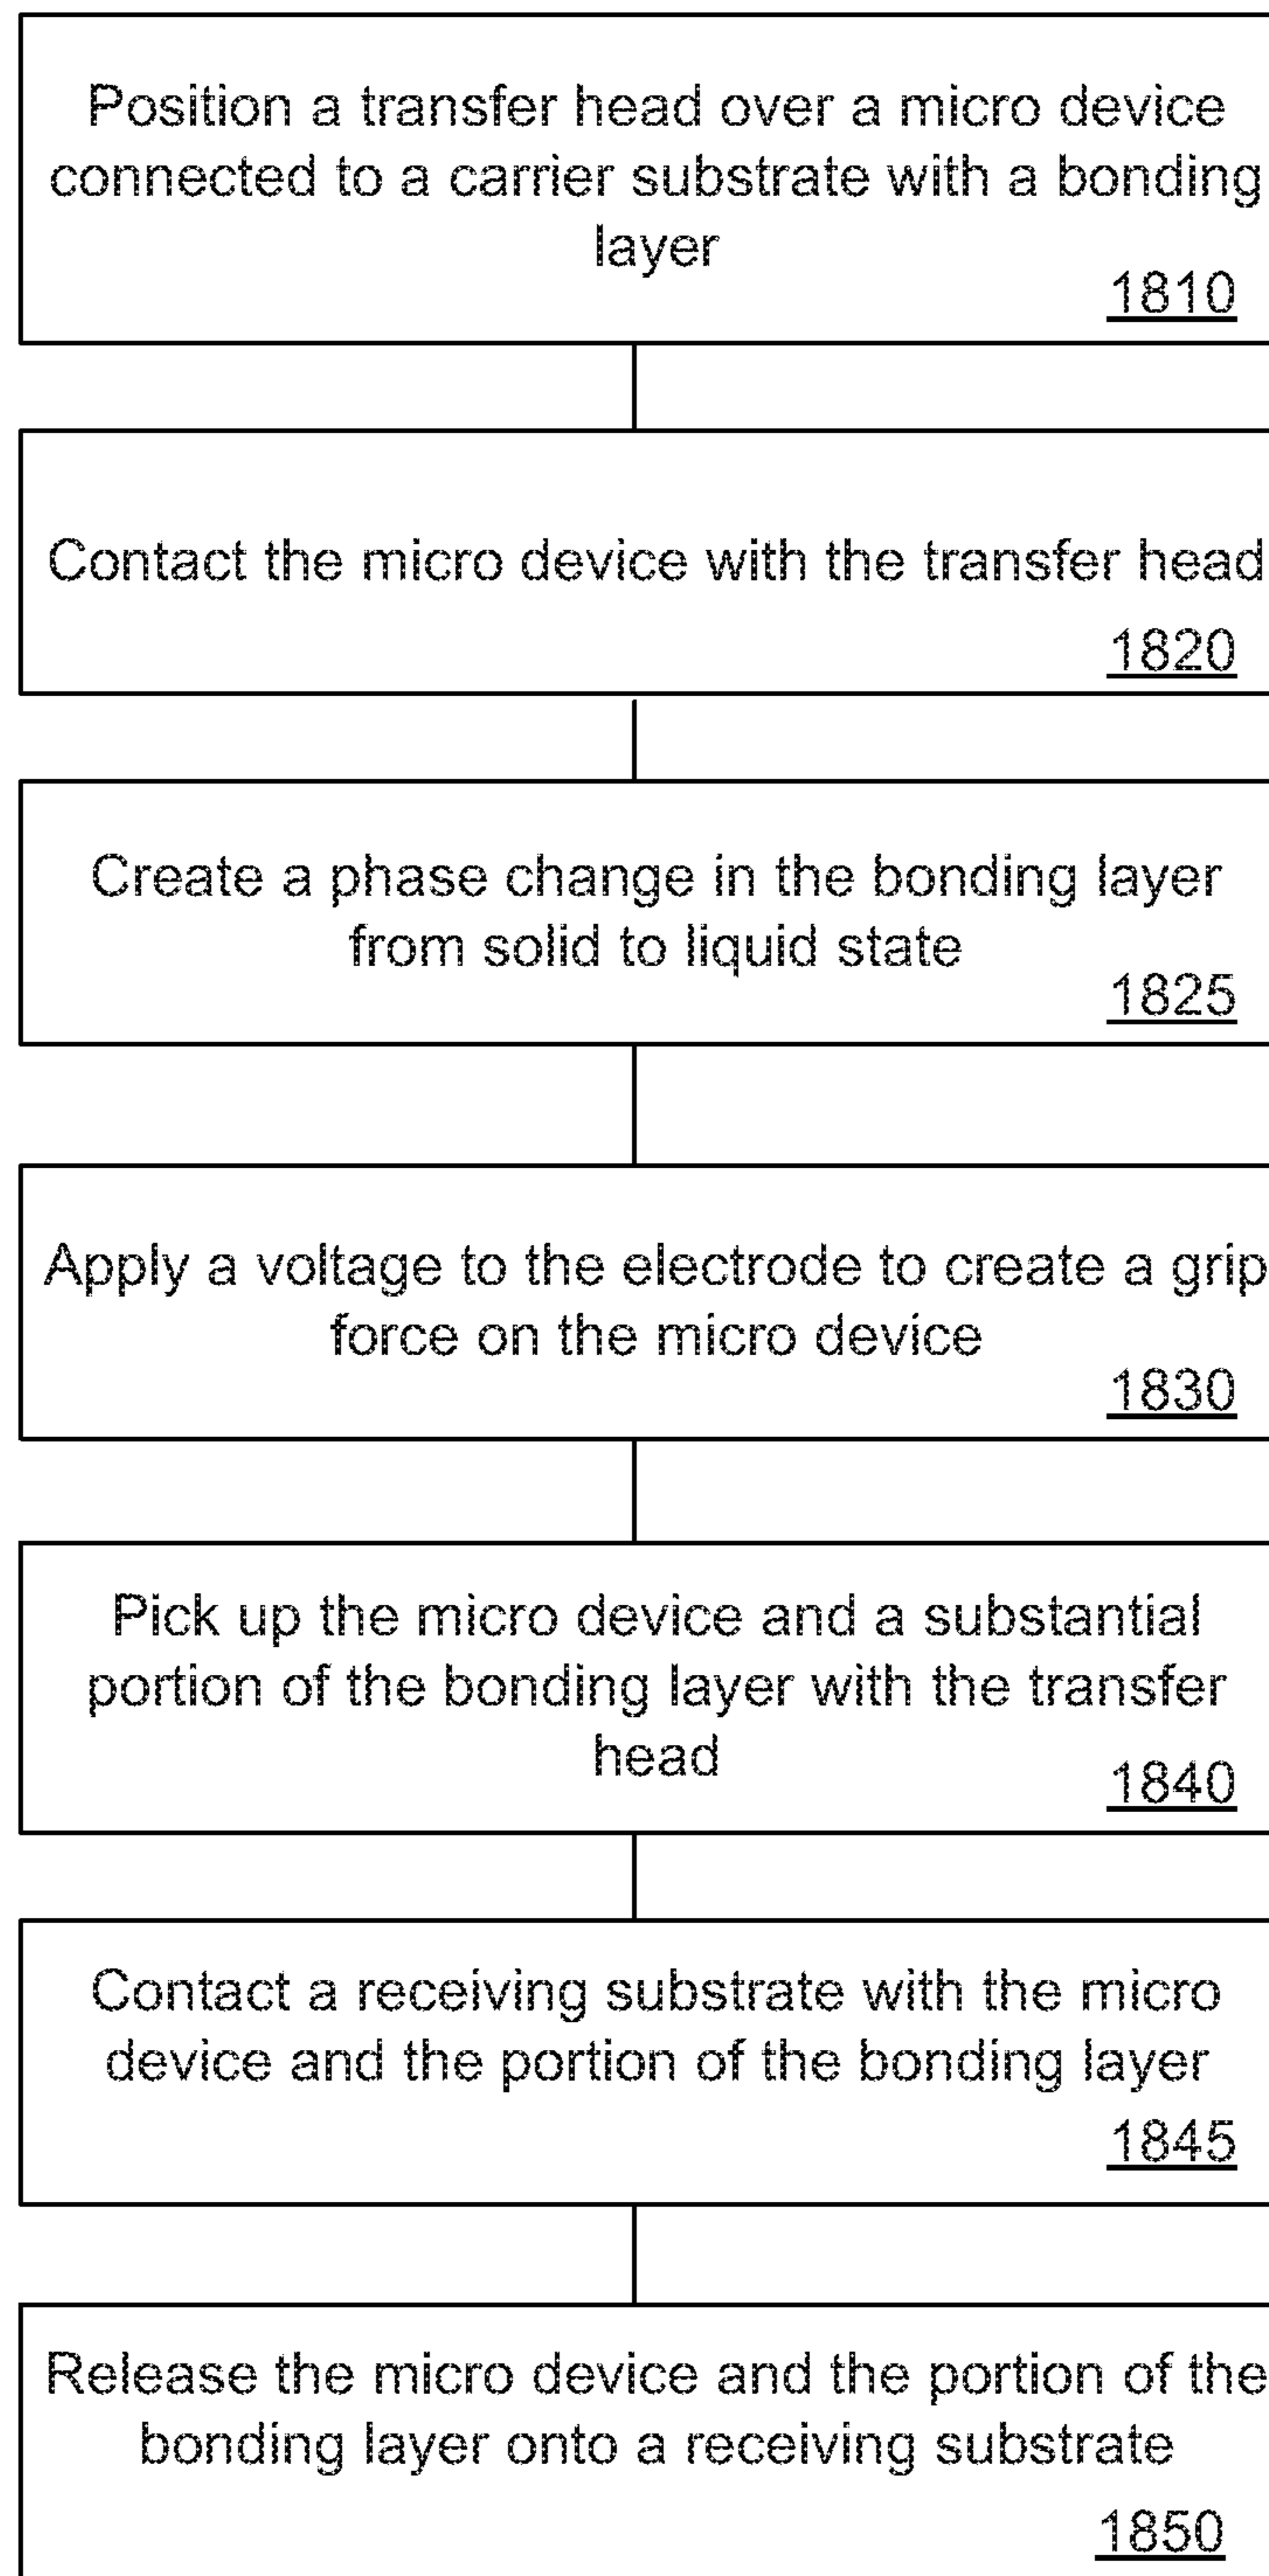 Position a transfer head over a micro device
connected to a carrier substrate with a bonding
layer
1810
Contact the micro device with the transfer head
1820
Create a phase change in the bonding layer
from solid to liquid state
1825
Apply a voltage to the electrode to create a grip
force on the micro device
1830
Pick up the micro device and a substantial
portion of the bonding layer with the transfer
head
1840
Contact a receiving substrate with the micro
device and the portion of the bonding layer
1845
Release the micro device and the portion of the
bonding layer onto a receiving substrate
1850